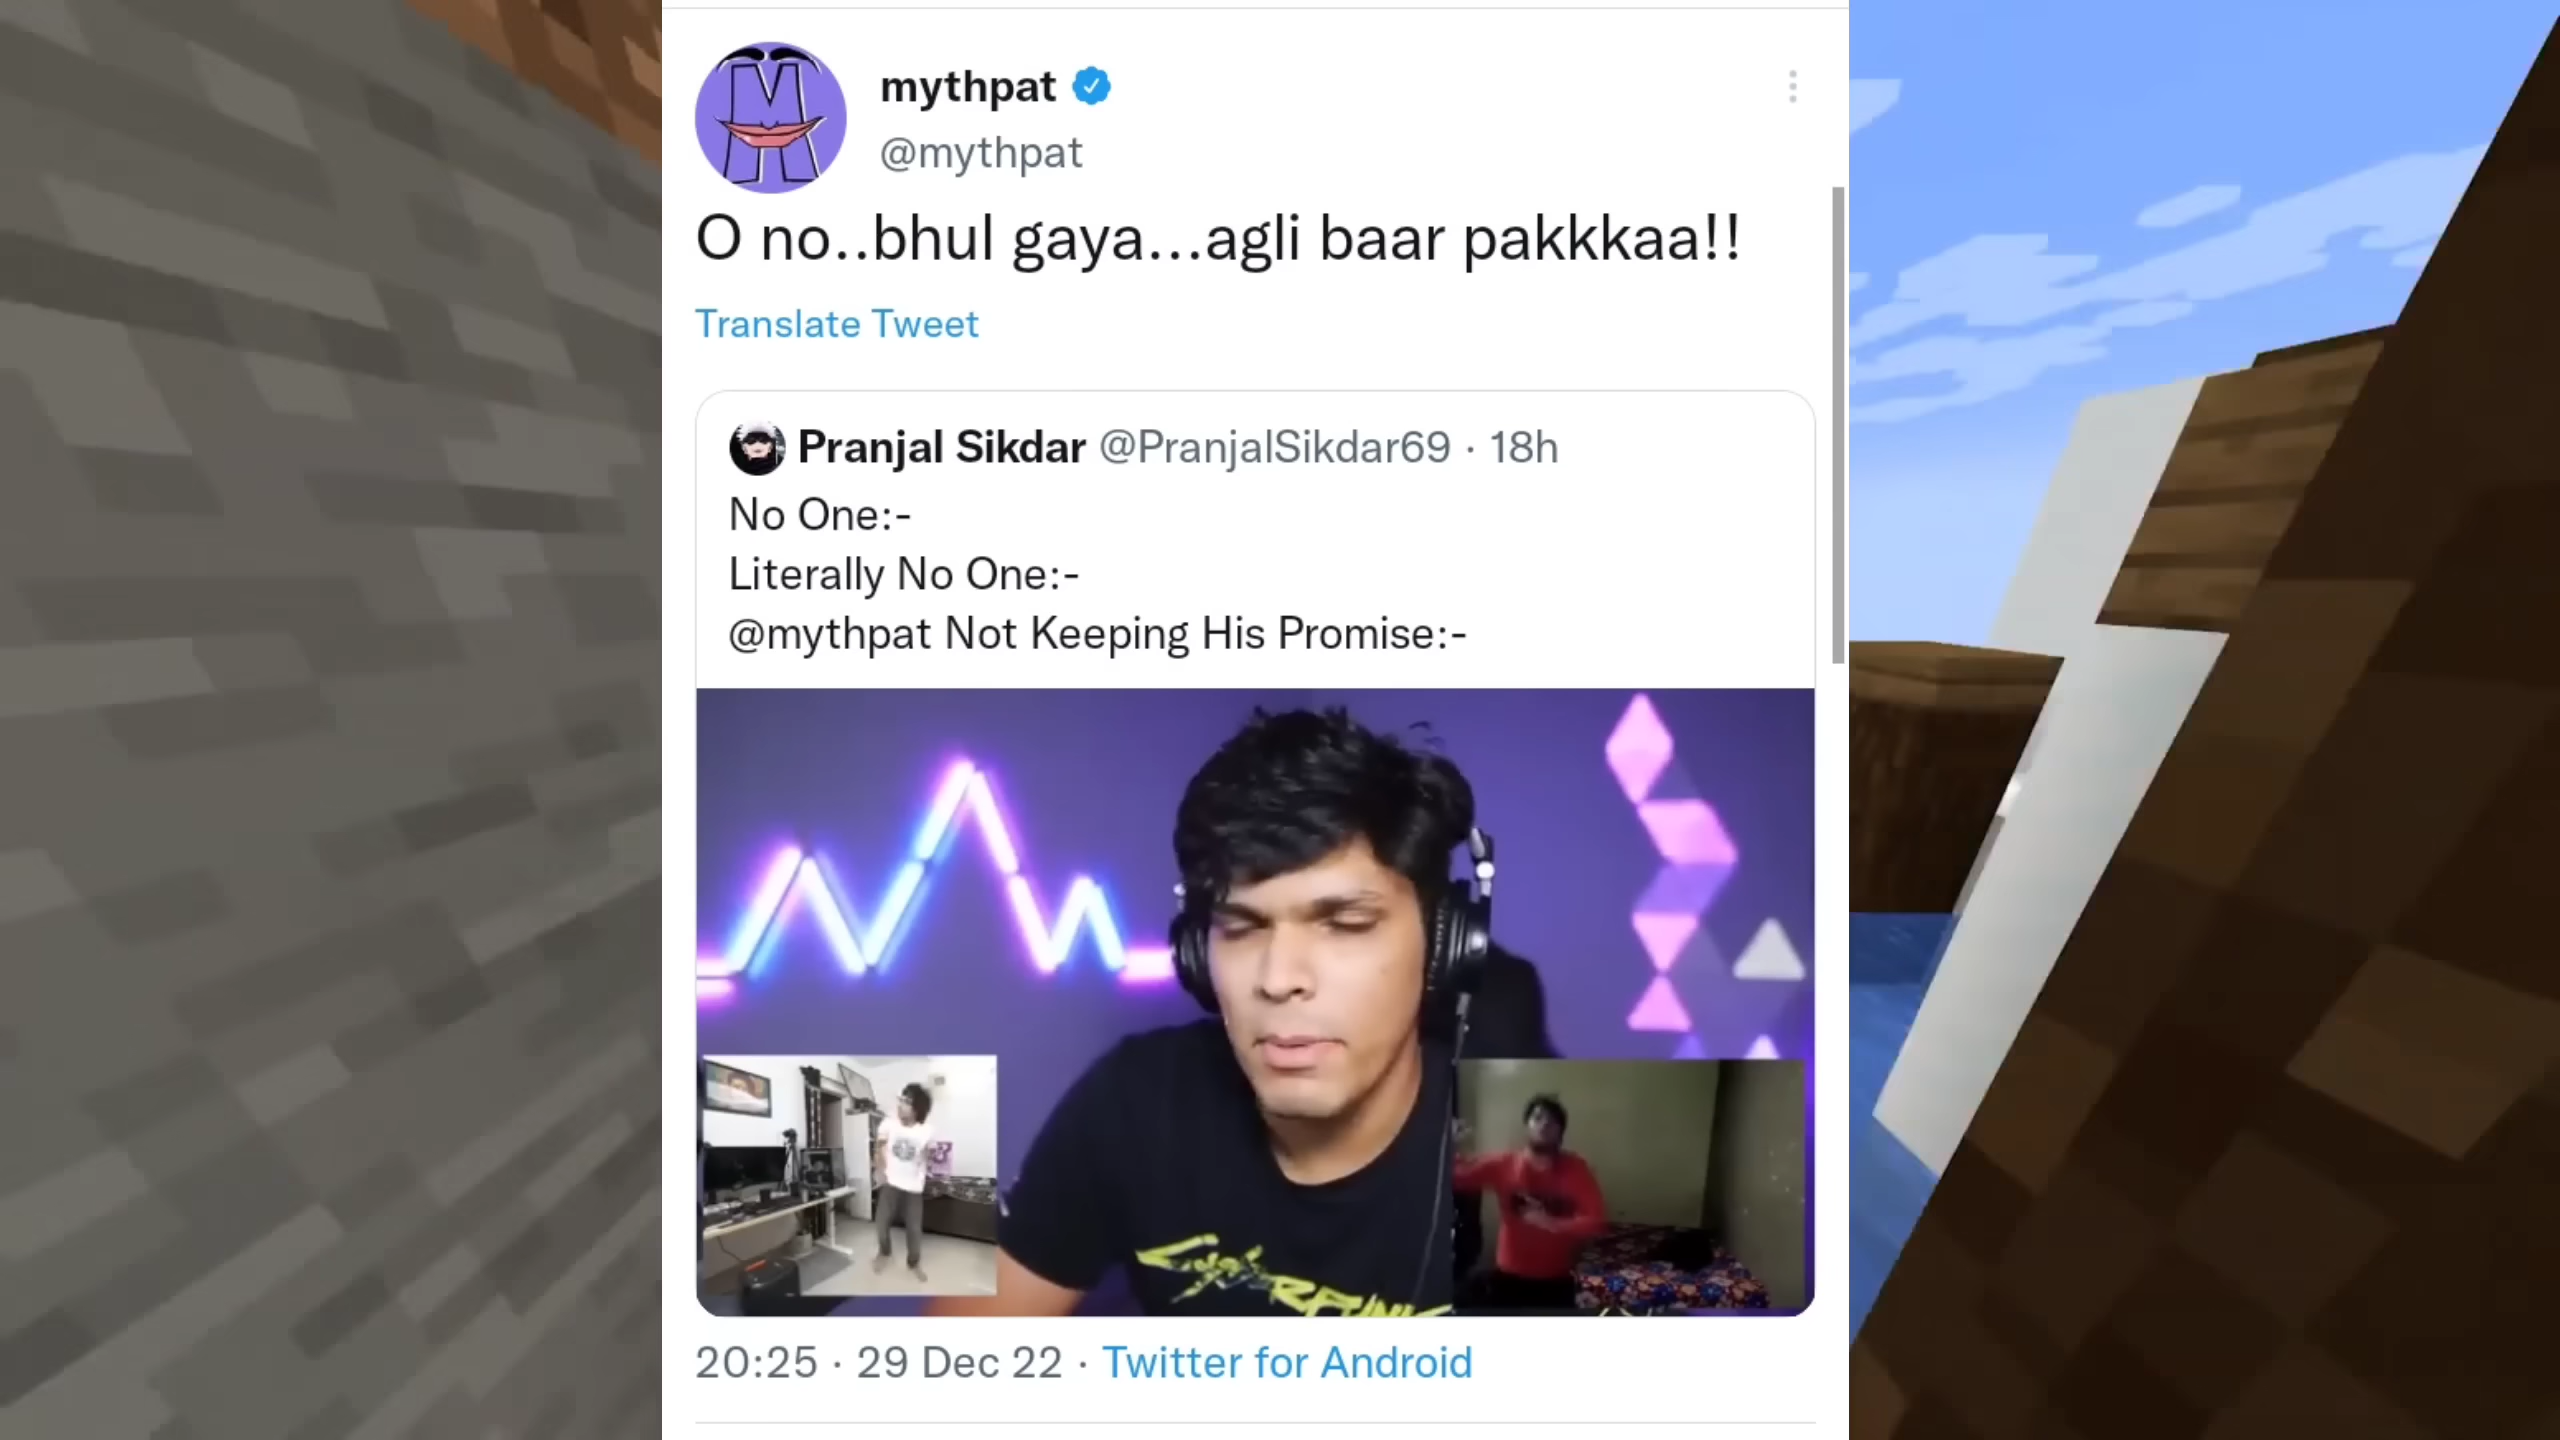 mythpat
@mythpat
O no..bhul gaya...agli baar pakkkaa!!
Translate Tweet
Pranjal Sikdar @PranjalSikdar69 · 18h
No One:-
Literally No One:-
@mythpat Not Keeping His Promise:-
CYBERPUNK
20:25 · 29 Dec 22 · Twitter for Android